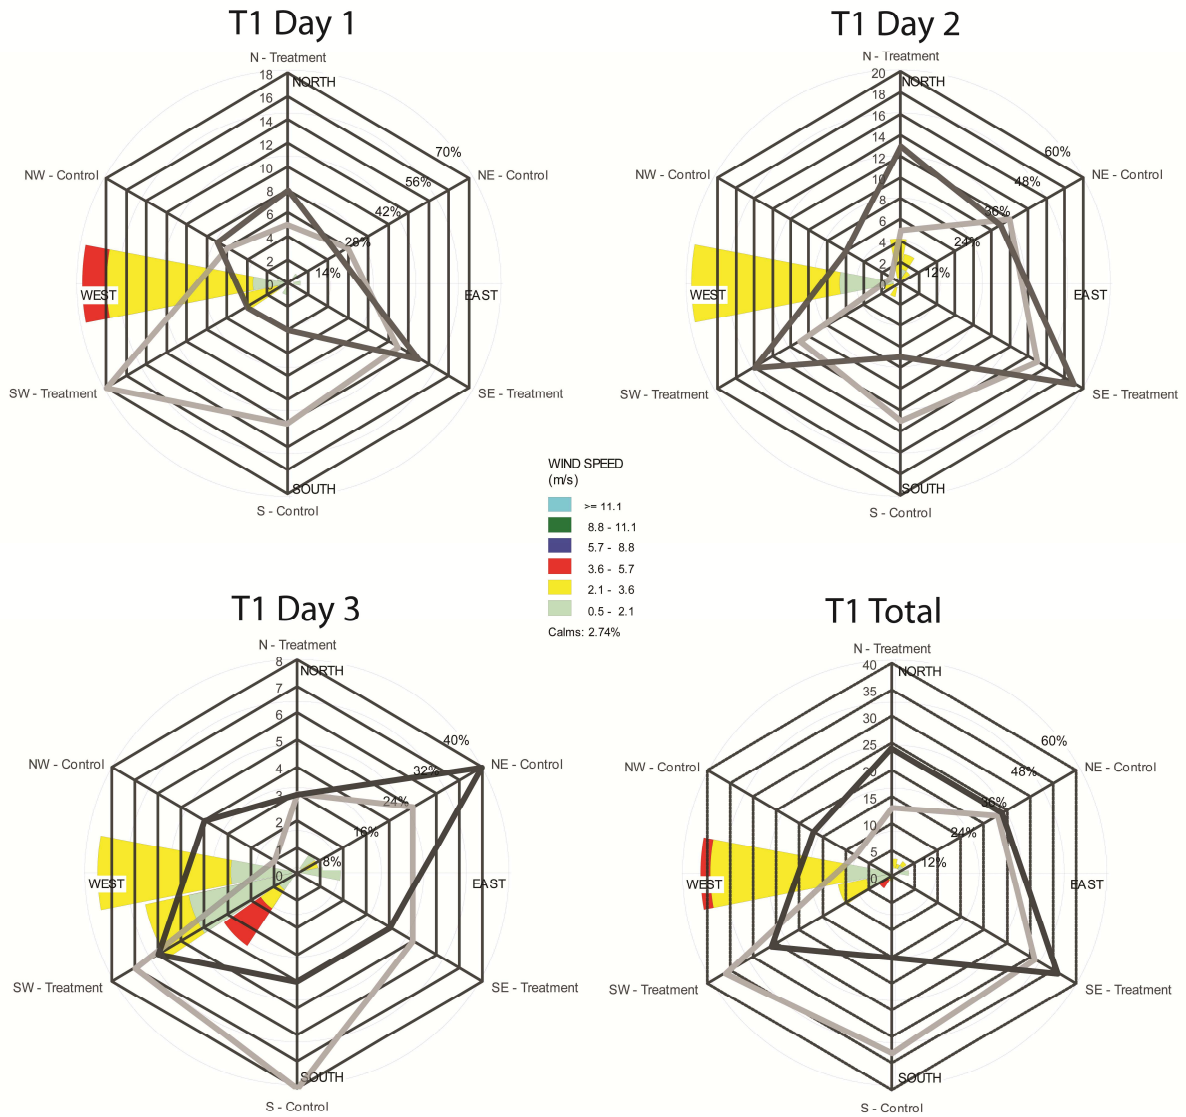 T1 Day 1
N - Treatment
18
NORTH
16
14
12
10
8
6
4
2
0
70%
56%
42%
28%
14%
NW - Control
NE - Control
WEST
EAST
SW - Treatment
SE - Treatment
SOUTH
S - Control
T1 Day 2
N - Treatment
20
NORTH
18
16
14
12
10
8
6
4
2
0
60%
48%
36%
24%
12%
NW - Control
NE - Control
WEST
EAST
SW - Treatment
SE - Treatment
SOUTH
S - Control
WIND SPEED
(m/s)
>= 11.1
8.8 - 11.1
5.7 - 8.8
3.6 - 5.7
2.1 - 3.6
0.5 - 2.1
Calms: 2.74%
T1 Day 3
N - Treatment
8
NORTH
7
6
5
4
3
2
1
0
40%
32%
24%
16%
8%
NW - Control
NE - Control
WEST
EAST
SW - Treatment
SE - Treatment
SOUTH
S - Control
T1 Total
N - Treatment
40
NORTH
35
30
25
20
15
10
5
0
60%
48%
36%
24%
12%
NW - Control
NE - Control
WEST
EAST
SW - Treatment
SE - Treatment
SOUTH
S - Control